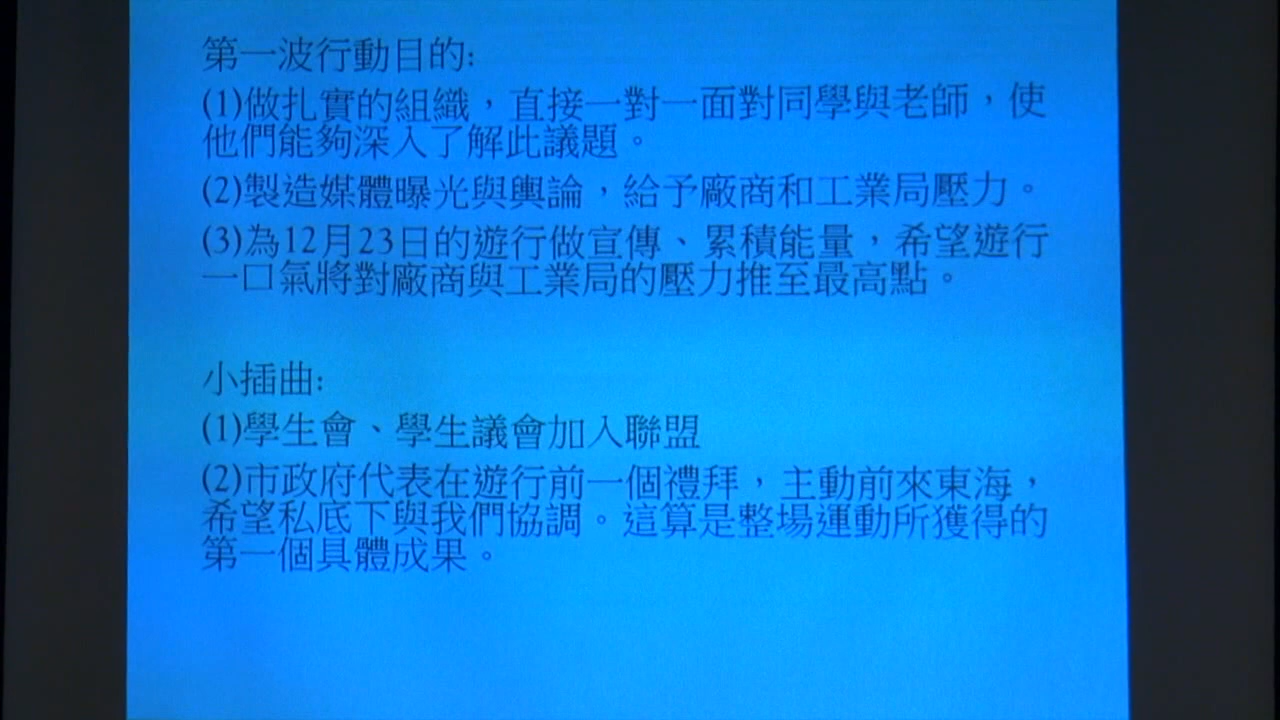 第一波行動目的:
(1)做扎實的組織，直接一對一面對同學與老師，使
他們能夠深入了解此議題。
(2)製造媒體曝光與輿論，給予廠商和工業局壓力。
(3)為12月23日的遊行做宣傳、累積能量，希望遊行
一口氣將對廠商與工業局的壓力推至最高點。
小插曲:
(1)學生會、學生議會加入聯盟
(2)市政府代表在遊行前一個禮拜，主動前來東海，
希望私底下與我們協調。這算是整場運動所獲得的
第一個具體成果。